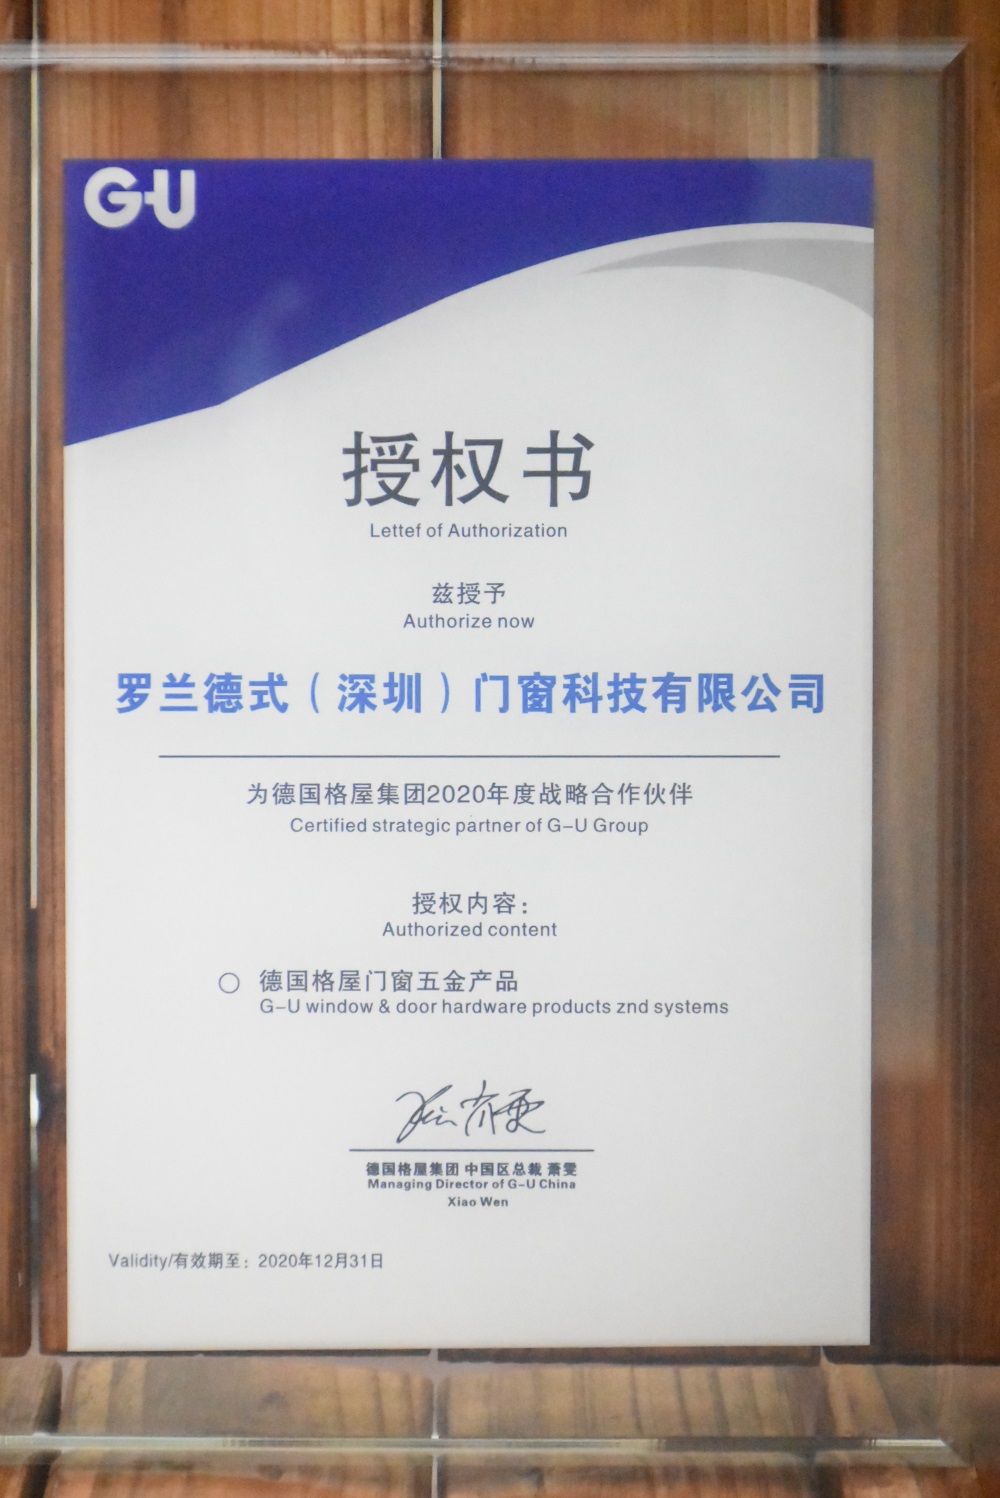 G-U
授权书
Lettef of Authorization
兹授予
Authorize now
罗兰德式（深圳）门窗科技有限公司
为德国格屋集团2020年度战略合作伙伴
Certified strategic partner of G-U Group
授权内容：
Authorized content
○ 德国格屋门窗五金产品
G-U window & door hardware products znd systems
德国格屋集团 中国区总裁 萧雯
Managing Director of G-U China
Xiao Wen
Validity/有效期至：2020年12月31日